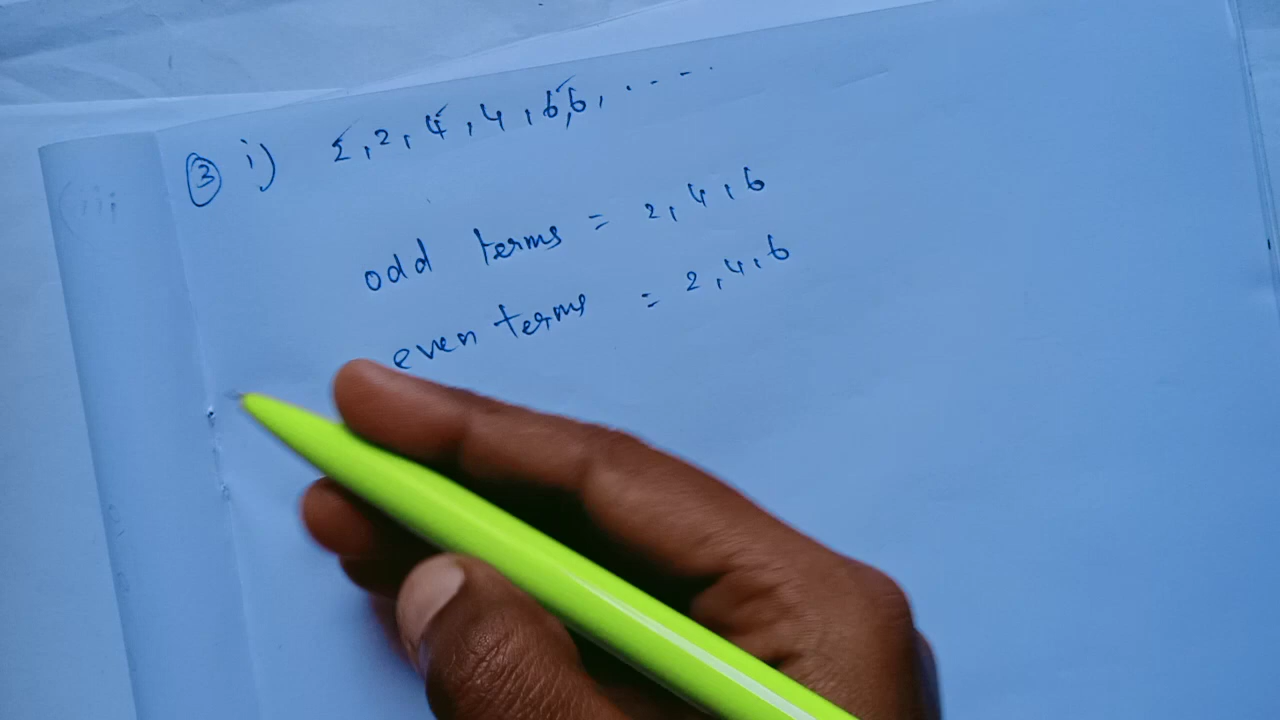 ③ i) 2, 2, 4, 4, 6, 6, ....
odd terms = 2, 4, 6
even terms = 2, 4, 6